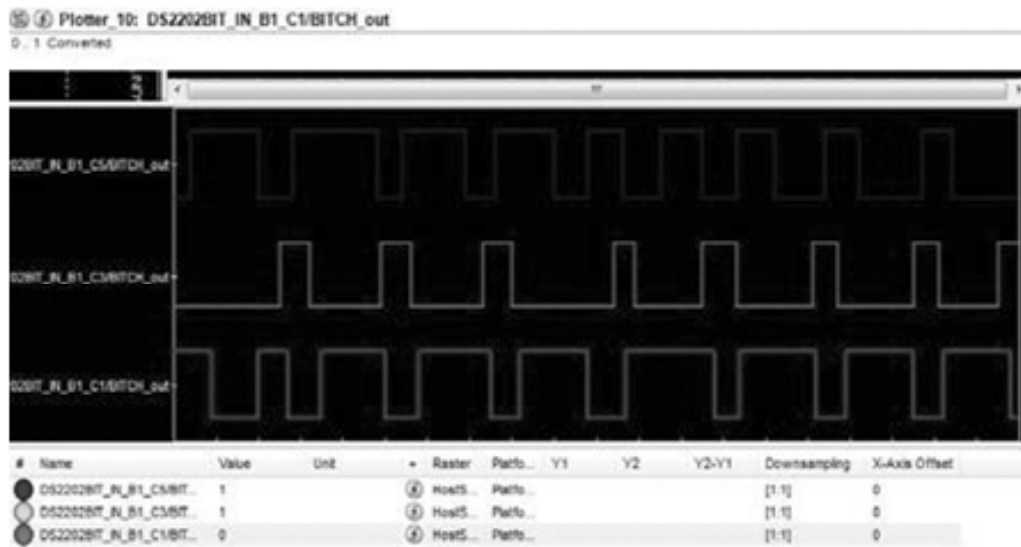 Plotter_10: DS2202BIT_IN_B1_C1/BITCH_out
0 .. 1 Converted
02BIT_IN_B1_C5/BITCH_out
02BIT_IN_B1_C3/BITCH_out
02BIT_IN_B1_C1/BITCH_out
# Name Value Unit Raster Platfo... Y1 Y2 Y2-Y1 Downsampling X-Axis Offset
DS2202BIT_IN_B1_C5/BIT... 1 HostS... Platfo... [1:1] 0
DS2202BIT_IN_B1_C3/BIT... 1 HostS... Platfo... [1:1] 0
DS2202BIT_IN_B1_C1/BIT... 0 HostS... Platfo... [1:1] 0